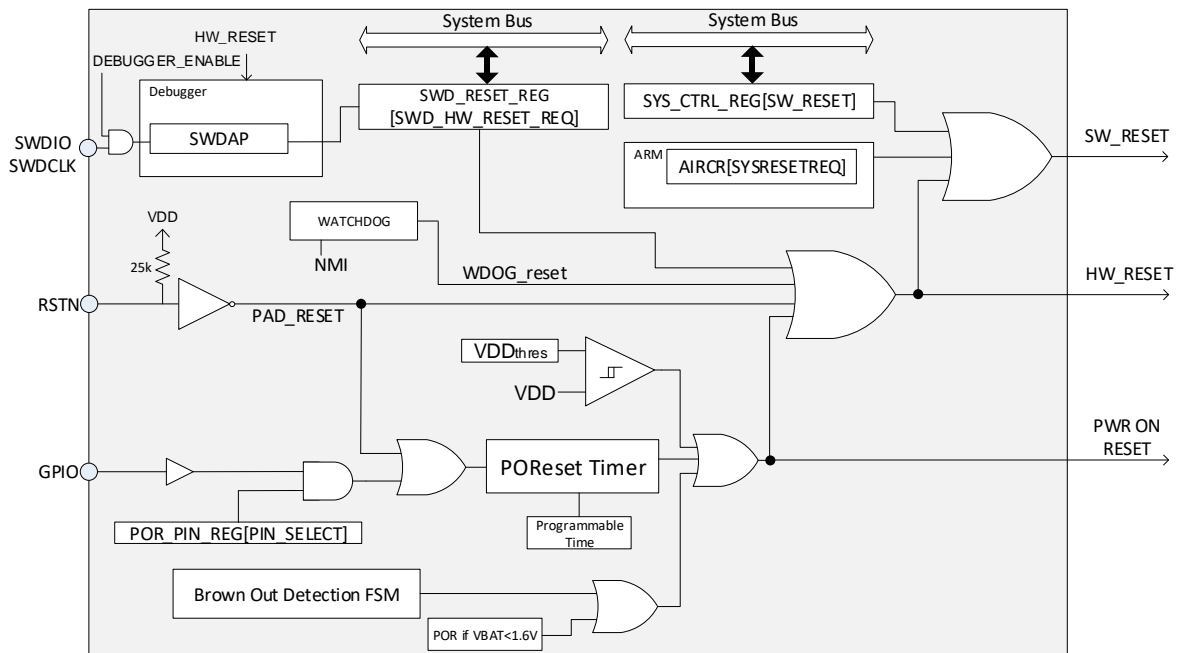 System Bus
System Bus
HW_RESET
DEBUGGER_ENABLE
Debugger
SWDAP
SWD_RESET_REG
[SWD_HW_RESET_REQ]
SYS_CTRL_REG[SW_RESET]
SWDIO
SWDCLK
ARM
AIRCR[SYSRESETREQ]
SW_RESET
VDD
25k
WATCHDOG
NMI
WDOG_reset
HW_RESET
RSTN
PAD_RESET
VDDthres
VDD
PWR ON
RESET
GPIO
POReset Timer
POR_PIN_REG[PIN_SELECT]
Programmable
Time
Brown Out Detection FSM
POR if VBAT<1.6V